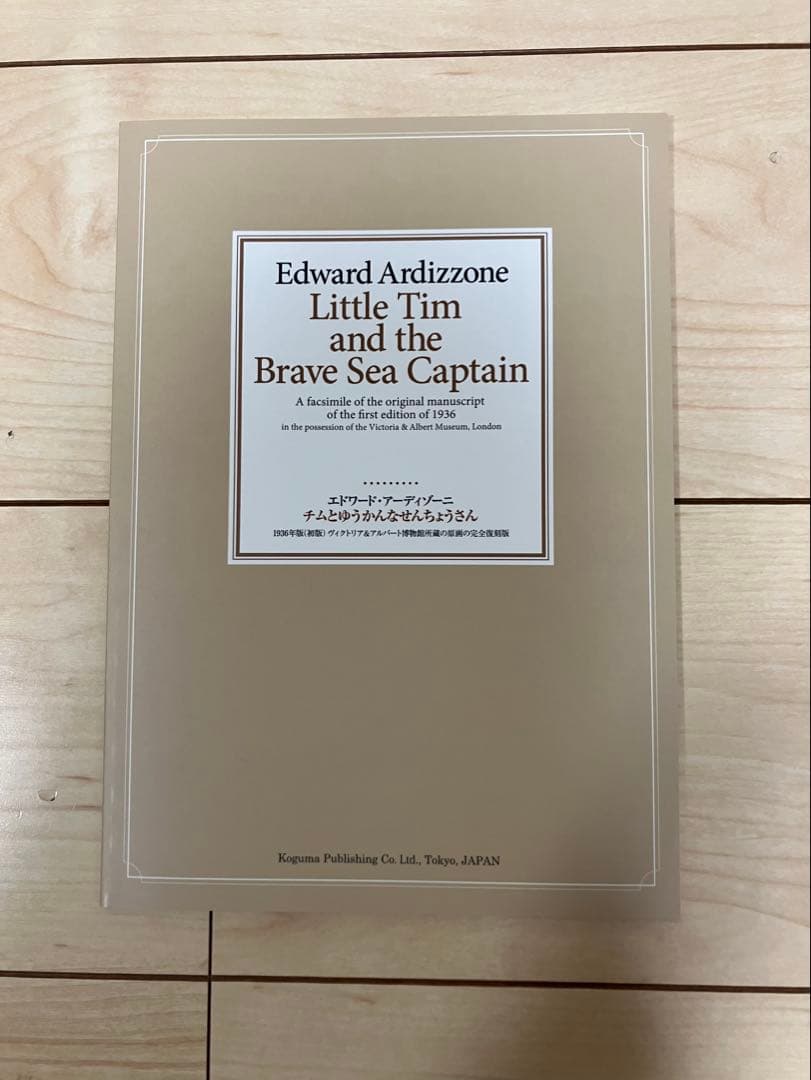 Edward Ardizzone
Little Tim
and the
Brave Sea Captain
A facsimile of the original manuscript
of the first edition of 1936
in the possession of the Victoria & Albert Museum, London
エドワード・アーディゾーニ
チムとゆうかんなせんちょうさん
1936年版(初版) ヴィクトリア&アルバート博物館所蔵の原画の完全復刻版
Koguma Publishing Co. Ltd., Tokyo, JAPAN